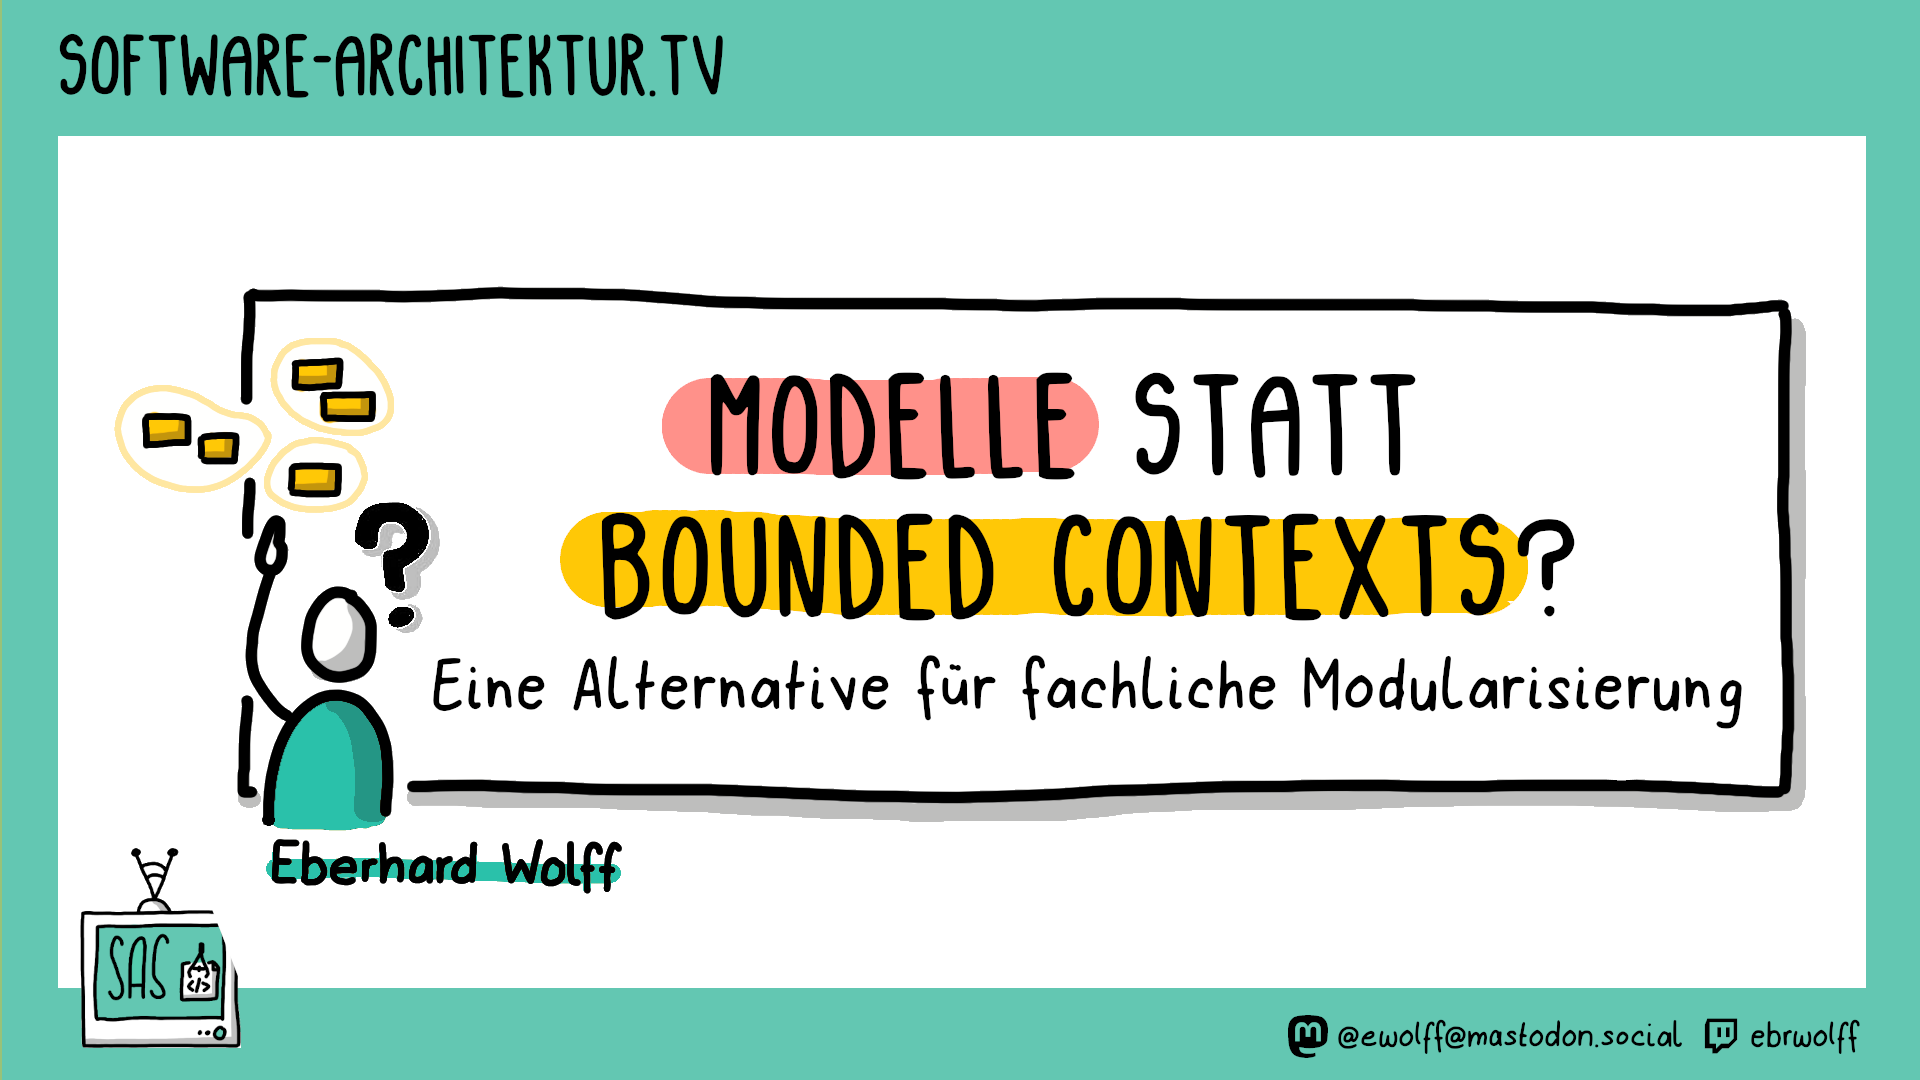 SOFTWARE-ARCHITEKTUR.TV
MODELLE STATT
BOUNDED CONTEXTS?
Eine Alternative für fachliche Modularisierung
?
Eberhard Wolff
SAS
</>
@ewolff@mastodon.social ebrwolff